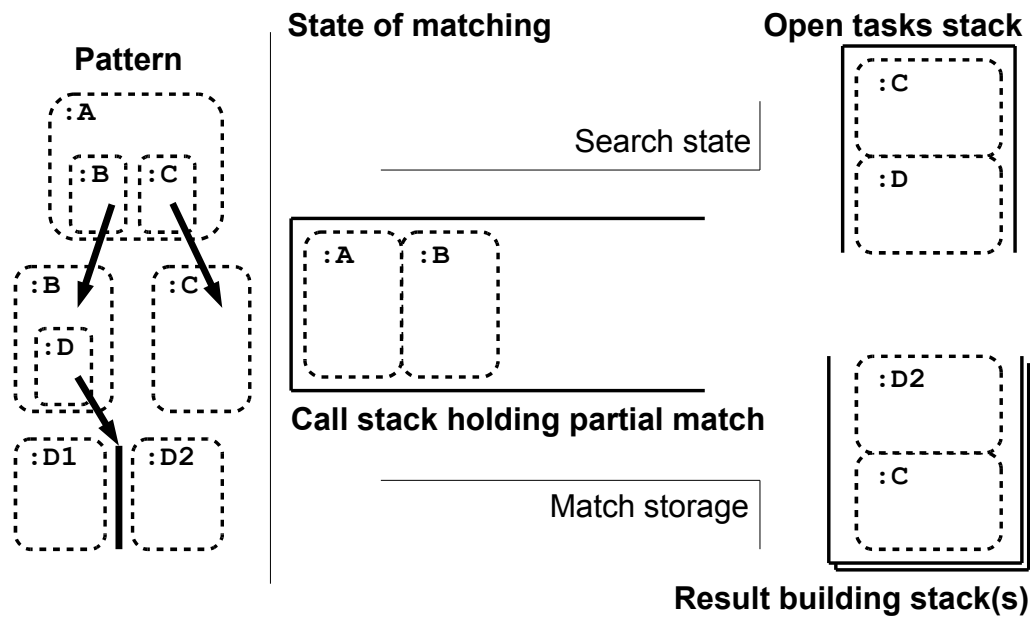 State of matching
Open tasks stack
Pattern
:A
:B
:C
:B
:C
:D
:D1
:D2
Search state
:A
:B
Call stack holding partial match
Match storage
:C
:D
:D2
:C
Result building stack(s)